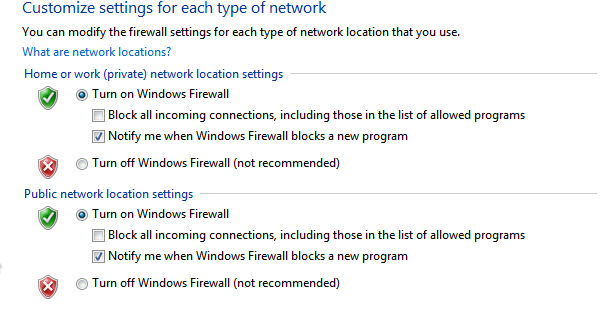 Customize settings for each type of network
You can modify the firewall settings for each type of network location that you use.
What are network locations?
Home or work (private) network location settings
Turn on Windows Firewall
Block all incoming connections, including those in the list of allowed programs
Notify me when Windows Firewall blocks a new program
Turn off Windows Firewall (not recommended)
Public network location settings
Turn on Windows Firewall
Block all incoming connections, including those in the list of allowed programs
Notify me when Windows Firewall blocks a new program
Turn off Windows Firewall (not recommended)